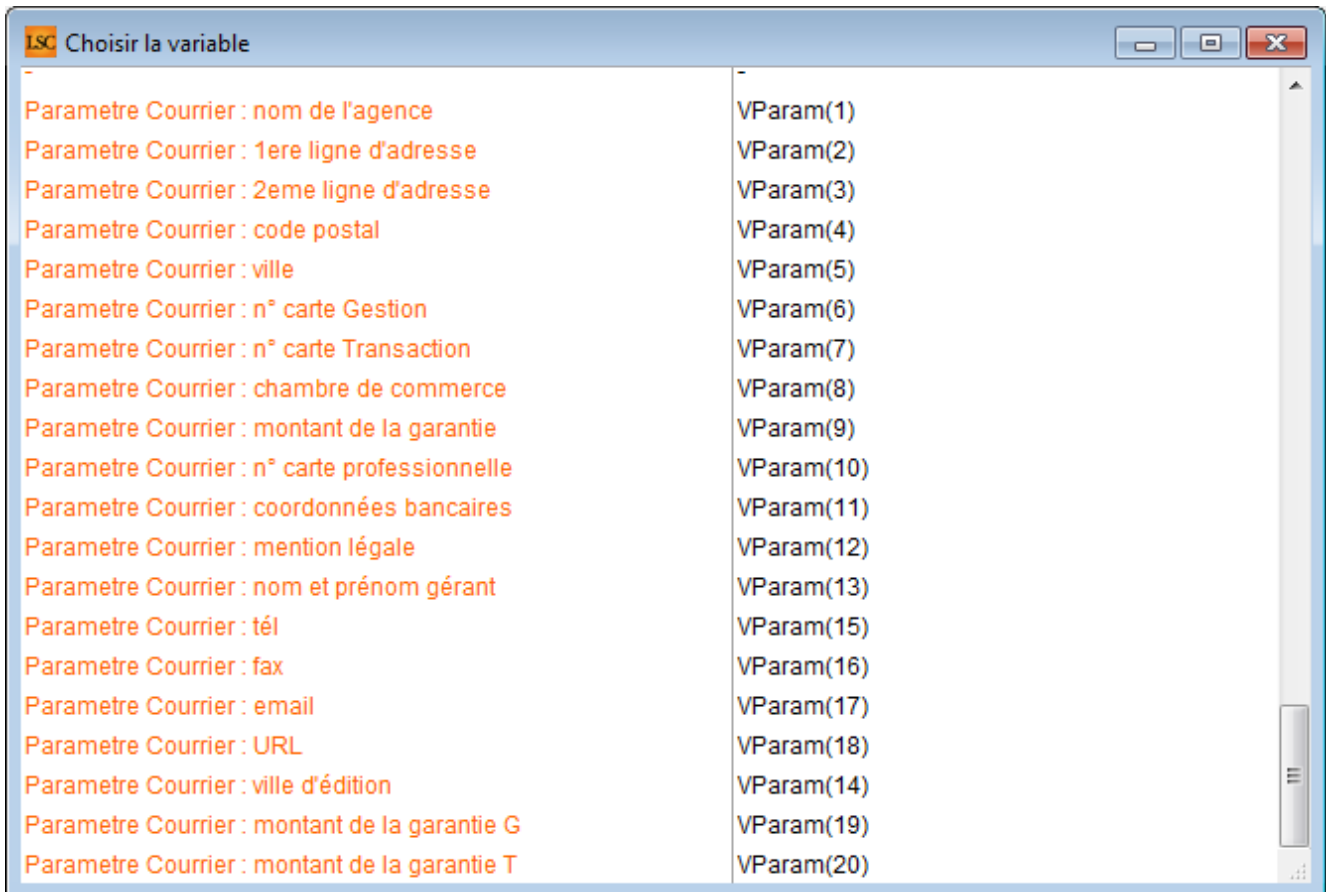 LSC Choisir la variable
- -
Parametre Courrier : nom de l'agence VParam(1)
Parametre Courrier : 1ere ligne d'adresse VParam(2)
Parametre Courrier : 2eme ligne d'adresse VParam(3)
Parametre Courrier : code postal VParam(4)
Parametre Courrier : ville VParam(5)
Parametre Courrier : n° carte Gestion VParam(6)
Parametre Courrier : n° carte Transaction VParam(7)
Parametre Courrier : chambre de commerce VParam(8)
Parametre Courrier : montant de la garantie VParam(9)
Parametre Courrier : n° carte professionnelle VParam(10)
Parametre Courrier : coordonnées bancaires VParam(11)
Parametre Courrier : mention légale VParam(12)
Parametre Courrier : nom et prénom gérant VParam(13)
Parametre Courrier : tél VParam(15)
Parametre Courrier : fax VParam(16)
Parametre Courrier : email VParam(17)
Parametre Courrier : URL VParam(18)
Parametre Courrier : ville d'édition VParam(14)
Parametre Courrier : montant de la garantie G VParam(19)
Parametre Courrier : montant de la garantie T VParam(20)